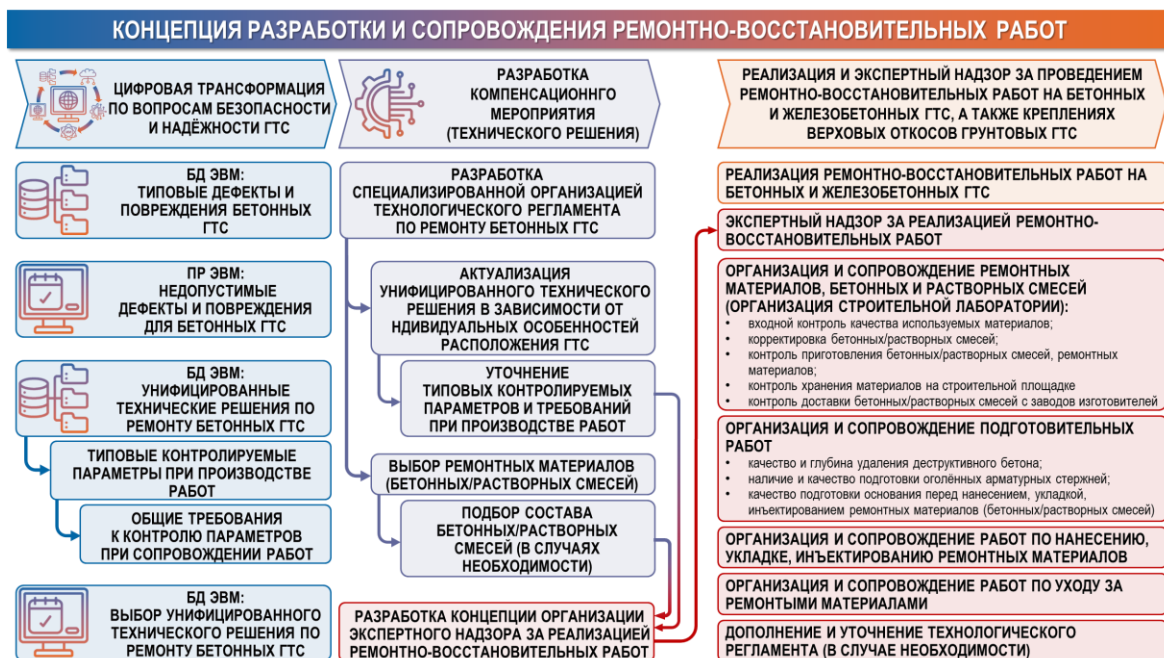 КОНЦЕПЦИЯ РАЗРАБОТКИ И СОПРОВОЖДЕНИЯ РЕМОНТНО-ВОССТАНОВИТЕЛЬНЫХ РАБОТ
ЦИФРОВАЯ ТРАНСФОРМАЦИЯ
ПО ВОПРОСАМ БЕЗОПАСНОСТИ
И НАДЁЖНОСТИ ГТС
БД ЭВМ:
ТИПОВЫЕ ДЕФЕКТЫ И
ПОВРЕЖДЕНИЯ БЕТОННЫХ
ГТС
ПР ЭВМ:
НЕДОПУСТИМЫЕ
ДЕФЕКТЫ И ПОВРЕЖДЕНИЯ
ДЛЯ БЕТОННЫХ ГТС
БД ЭВМ:
УНИФИЦИРОВАННЫЕ
ТЕХНИЧЕСКИЕ РЕШЕНИЯ ПО
РЕМОНТУ БЕТОННЫХ ГТС
ТИПОВЫЕ КОНТРОЛИРУЕМЫЕ
ПАРАМЕТРЫ ПРИ ПРОИЗВОДСТВЕ
РАБОТ
ОБЩИЕ ТРЕБОВАНИЯ
К КОНТРОЛЮ ПАРАМЕТРОВ
ПРИ СОПРОВОЖДЕНИИ РАБОТ
БД ЭВМ:
ВЫБОР УНИФИЦИРОВАННОГО
ТЕХНИЧЕСКОГО РЕШЕНИЯ ПО
РЕМОНТУ БЕТОННЫХ ГТС
РАЗРАБОТКА
КОМПЕНСАЦИОННГО
МЕРОПРИЯТИЯ
(ТЕХНИЧЕСКОГО РЕШЕНИЯ)
РАЗРАБОТКА
СПЕЦИАЛИЗИРОВАННОЙ ОРГАНИЗАЦИЕЙ
ТЕХНОЛОГИЧЕСКОГО РЕГЛАМЕНТА
ПО РЕМОНТУ БЕТОННЫХ ГТС
АКТУАЛИЗАЦИЯ
УНИФИЦИРОВАННОГО ТЕХНИЧЕСКОГО
РЕШЕНИЯ В ЗАВИСИМОСТИ ОТ
НДИВИДУАЛЬНЫХ ОСОБЕННОСТЕЙ
РАСПОЛОЖЕНИЯ ГТС
УТОЧНЕНИЕ
ТИПОВЫХ КОНТРОЛИРУЕМЫХ
ПАРАМЕТРОВ И ТРЕБОВАНИЙ
ПРИ ПРОИЗВОДСТВЕ РАБОТ
ВЫБОР РЕМОНТНЫХ МАТЕРИАЛОВ
(БЕТОННЫХ/РАСТВОРНЫХ СМЕСЕЙ)
ПОДБОР СОСТАВА
БЕТОННЫХ/РАСТВОРНЫХ
СМЕСЕЙ (В СЛУЧАЯХ
НЕОБХОДИМОСТИ)
РАЗРАБОТКА КОНЦЕПЦИИ ОРГАНИЗАЦИИ
ЭКСПЕРТНОГО НАДЗОРА ЗА РЕАЛИЗАЦИЕЙ
РЕМОНТНО-ВОССТАНОВИТЕЛЬНЫХ РАБОТ
РЕАЛИЗАЦИЯ И ЭКСПЕРТНЫЙ НАДЗОР ЗА ПРОВЕДЕНИЕМ
РЕМОНТНО-ВОССТАНОВИТЕЛЬНЫХ РАБОТ НА БЕТОННЫХ
И ЖЕЛЕЗОБЕТОННЫХ ГТС, А ТАКЖЕ КРЕПЛЕНИЯХ
ВЕРХОВЫХ ОТКОСОВ ГРУНТОВЫХ ГТС
РЕАЛИЗАЦИЯ РЕМОНТНО-ВОССТАНОВИТЕЛЬНЫХ РАБОТ НА
БЕТОННЫХ И ЖЕЛЕЗОБЕТОННЫХ ГТС
ЭКСПЕРТНЫЙ НАДЗОР ЗА РЕАЛИЗАЦИЕЙ РЕМОНТНО-
ВОССТАНОВИТЕЛЬНЫХ РАБОТ
ОРГАНИЗАЦИЯ И СОПРОВОЖДЕНИЕ РЕМОНТНЫХ
МАТЕРИАЛОВ, БЕТОННЫХ И РАСТВОРНЫХ СМЕСЕЙ
(ОРГАНИЗАЦИЯ СТРОИТЕЛЬНОЙ ЛАБОРАТОРИИ):
• входной контроль качества используемых материалов;
• корректировка бетонных/растворных смесей;
• контроль приготовления бетонных/растворных смесей, ремонтных
материалов;
• контроль хранения материалов на строительной площадке
• контроль доставки бетонных/растворных смесей с заводов изготовителей
ОРГАНИЗАЦИЯ И СОПРОВОЖДЕНИЕ ПОДГОТОВИТЕЛЬНЫХ
РАБОТ
• качество и глубина удаления деструктивного бетона;
• наличие и качество подготовки оголённых арматурных стержней;
• качество подготовки основания перед нанесением, укладкой,
инъектированием ремонтных материалов (бетонных/растворных смесей)
ОРГАНИЗАЦИЯ И СОПРОВОЖДЕНИЕ РАБОТ ПО НАНЕСЕНИЮ,
УКЛАДКЕ, ИНЪЕКТИРОВАНИЮ РЕМОНТНЫХ МАТЕРИАЛОВ
ОРГАНИЗАЦИЯ И СОПРОВОЖДЕНИЕ РАБОТ ПО УХОДУ ЗА
РЕМОНТЫМИ МАТЕРИАЛАМИ
ДОПОЛНЕНИЕ И УТОЧНЕНИЕ ТЕХНОЛОГИЧЕСКОГО
РЕГЛАМЕНТА (В СЛУЧАЕ НЕОБХОДИМОСТИ)